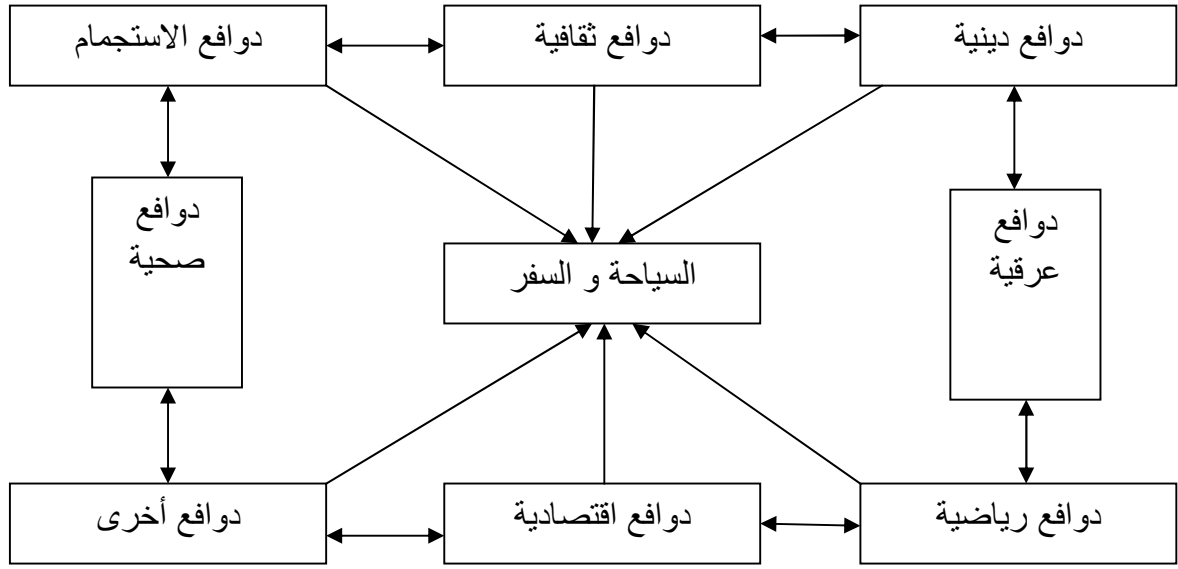 دوافع دينية
دوافع ثقافية
دوافع الاستجمام
دوافع
عرقية
دوافع
صحية
السياحة و السفر
دوافع رياضية
دوافع اقتصادية
دوافع أخرى